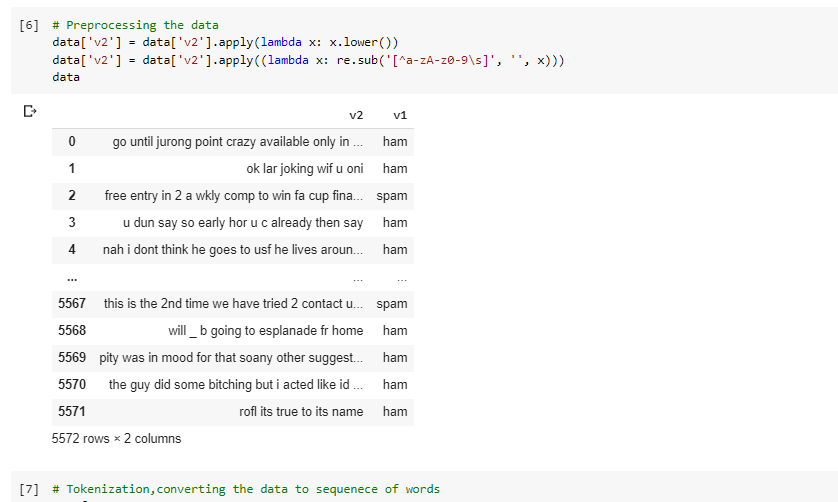 [6] # Preprocessing the data
data['v2'] = data['v2'].apply(lambda x: x.lower())
data['v2'] = data['v2'].apply((lambda x: re.sub('[^a-zA-z0-9\s]', '', x)))
data
v2 v1
0 go until jurong point crazy available only in ... ham
1 ok lar joking wif u oni ham
2 free entry in 2 a wkly comp to win fa cup fina... spam
3 u dun say so early hor u c already then say ham
4 nah i dont think he goes to usf he lives aroun... ham
... ... ...
5567 this is the 2nd time we have tried 2 contact u... spam
5568 will _ b going to esplanade fr home ham
5569 pity was in mood for that soany other suggest... ham
5570 the guy did some bitching but i acted like id ... ham
5571 rofl its true to its name ham
5572 rows × 2 columns
[7] # Tokenization,converting the data to sequenece of words